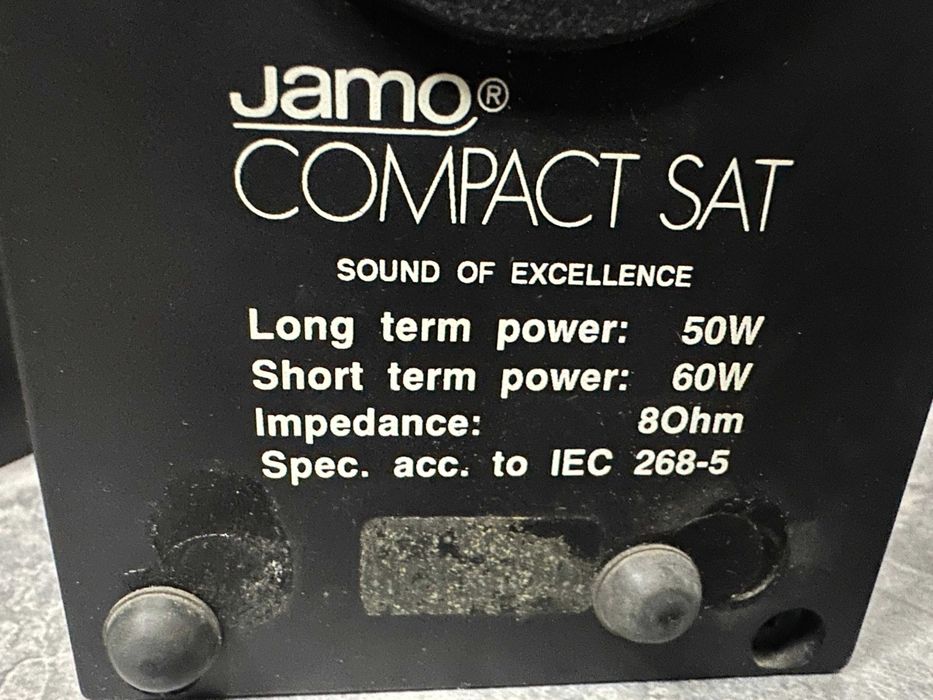 Jamo®
COMPACT SAT
SOUND OF EXCELLENCE
Long term power: 50W
Short term power: 60W
Impedance: 8Ohm
Spec. acc. to IEC 268-5